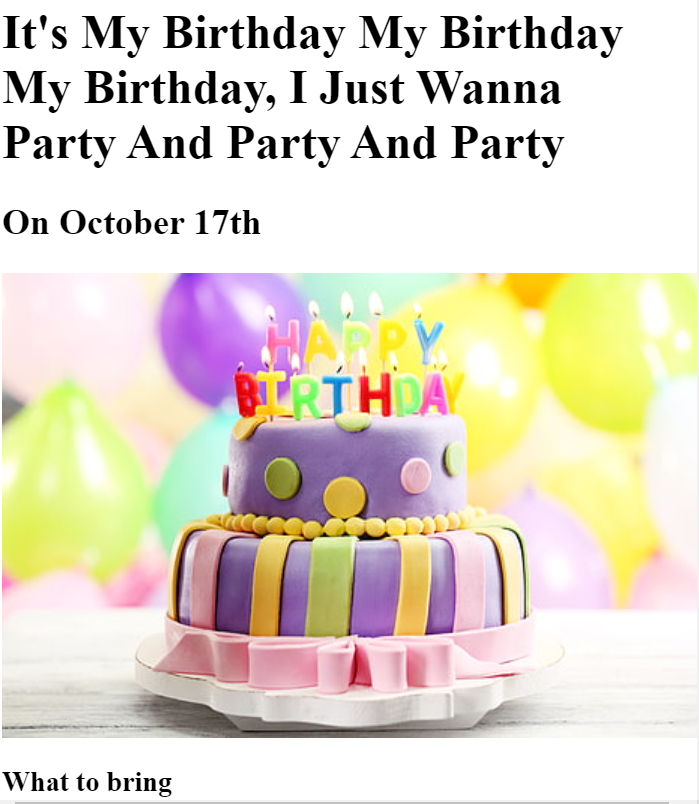 It's My Birthday My Birthday
My Birthday, I Just Wanna
Party And Party And Party
On October 17th
HAPPY
BIRTHDAY
What to bring